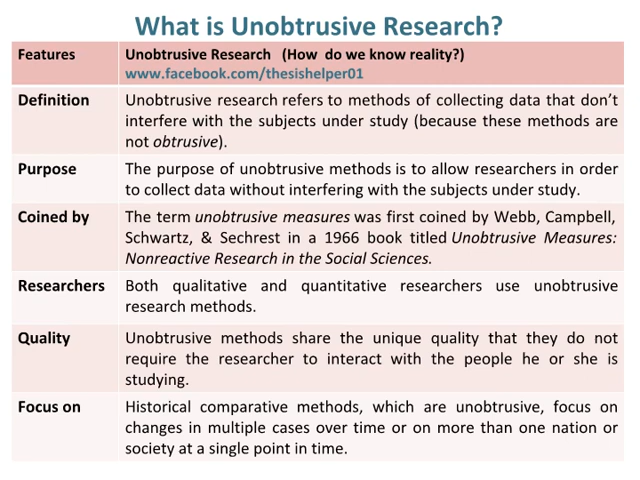 What is Unobtrusive Research?
Features
Unobtrusive Research (How do we know reality?)
www.facebook.com/thesishelper01
Definition
Unobtrusive research refers to methods of collecting data that don't
interfere with the subjects under study (because these methods are
not obtrusive).
Purpose
The purpose of unobtrusive methods is to allow researchers in order
to collect data without interfering with the subjects under study.
Coined by
The term unobtrusive measures was first coined by Webb, Campbell,
Schwartz, & Sechrest in a 1966 book titled Unobtrusive Measures:
Nonreactive Research in the Social Sciences.
Researchers
Both qualitative and quantitative researchers use unobtrusive
research methods.
Quality
Unobtrusive methods share the unique quality that they do not
require the researcher to interact with the people he or she is
studying.
Focus on
Historical comparative methods, which are unobtrusive, focus on
changes in multiple cases over time or on more than one nation or
society at a single point in time.